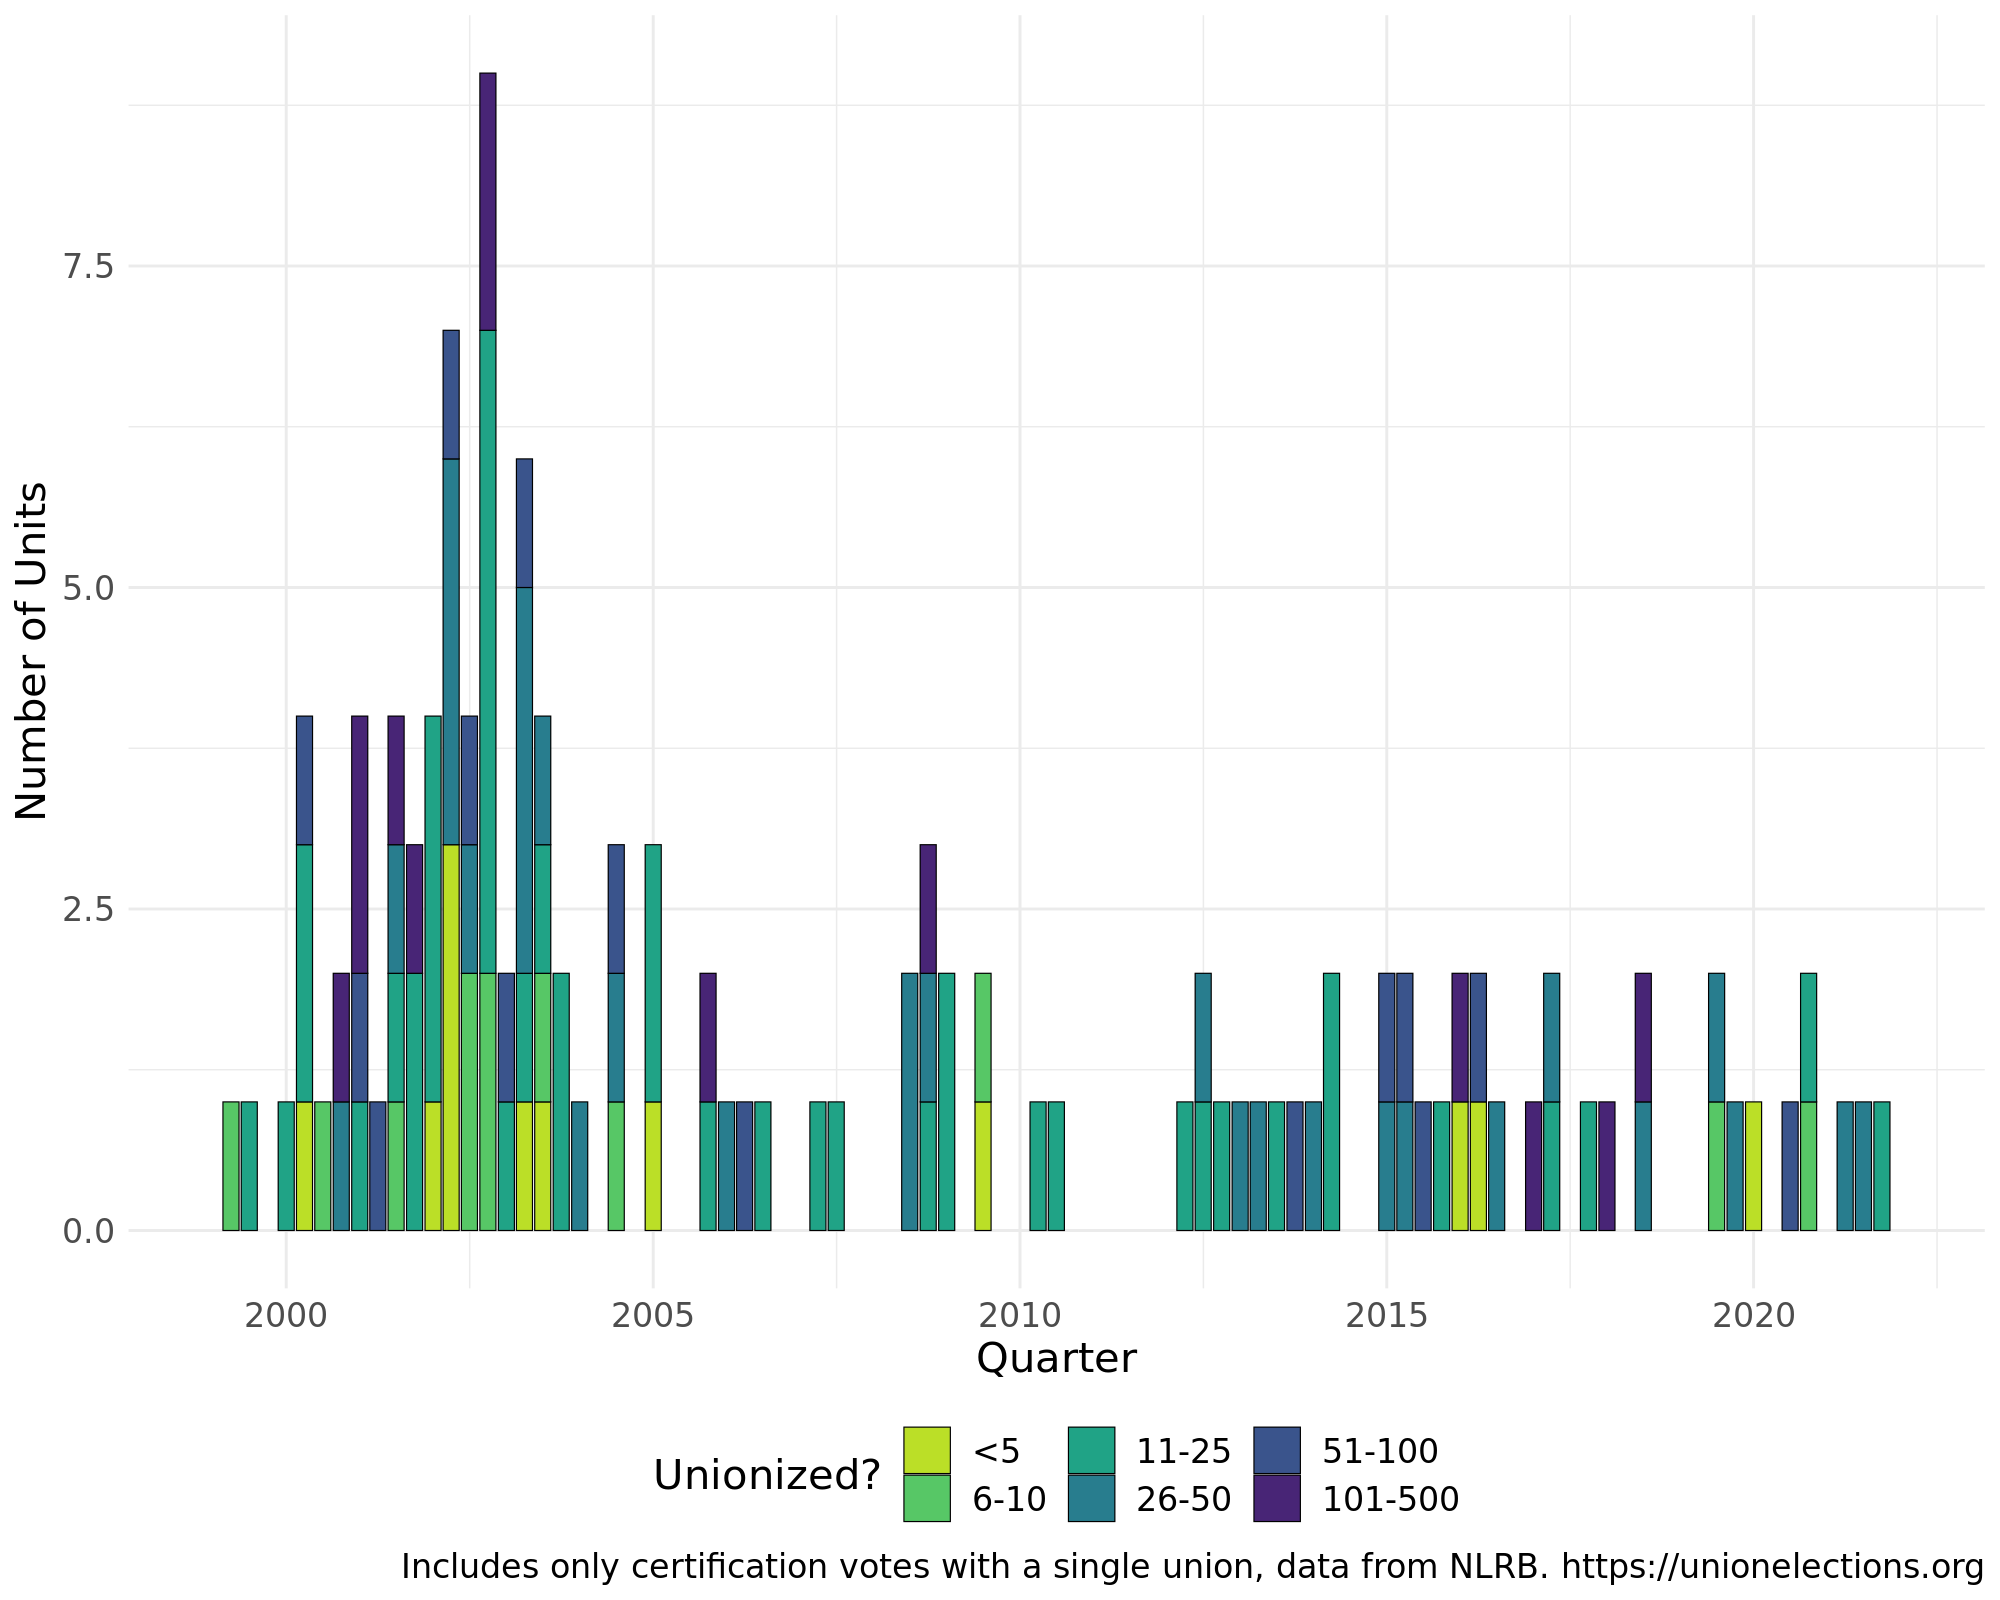 Number of Units
7.5
5.0
2.5
0.0
2000 2005 2010 2015 2020
Quarter
Unionized?
<5 11-25 51-100
6-10 26-50 101-500
Includes only certification votes with a single union, data from NLRB. https://unionelections.org